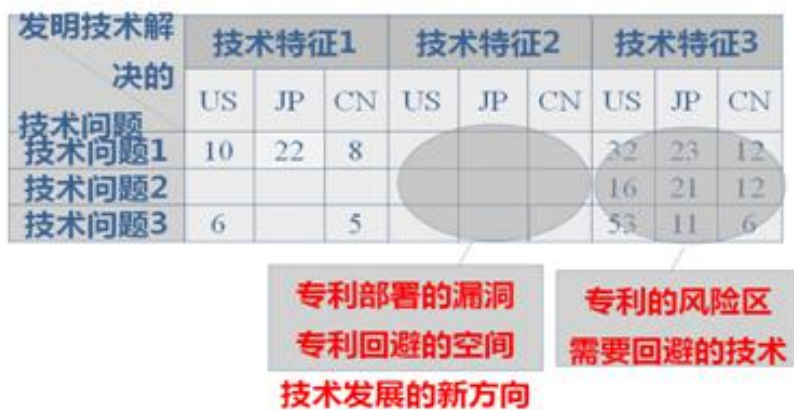 发明技术解
决的
技术问题
技术特征1 技术特征2 技术特征3
US JP CN US JP CN US JP CN
技术问题1 10 22 8 32 23 12
技术问题2 16 21 12
技术问题3 6 5 53 11 6
专利部署的漏洞
专利回避的空间
技术发展的新方向
专利的风险区
需要回避的技术